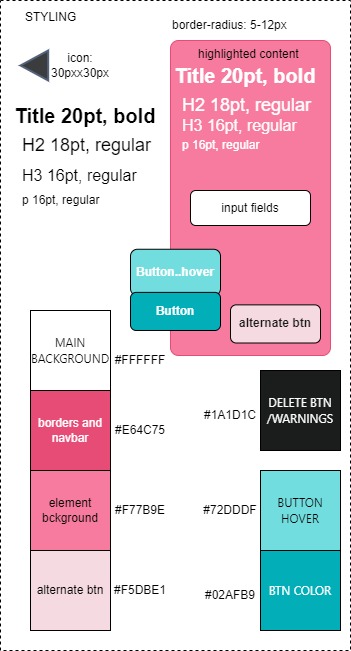 STYLING
border-radius: 5-12px
icon:
30pxx30px
highlighted content
Title 20pt, bold
H2 18pt, regular
H3 16pt, regular
p 16pt, regular
Title 20pt, bold
H2 18pt, regular
H3 16pt, regular
p 16pt, regular
input fields
Button..hover
Button
alternate btn
MAIN
BACKGROUND
#FFFFFF
borders and
navbar
#E64C75
element
bckground
#F77B9E
alternate btn
#F5DBE1
DELETE BTN
/WARNINGS
#1A1D1C
BUTTON
HOVER
#72DDDF
BTN COLOR
#02AFB9